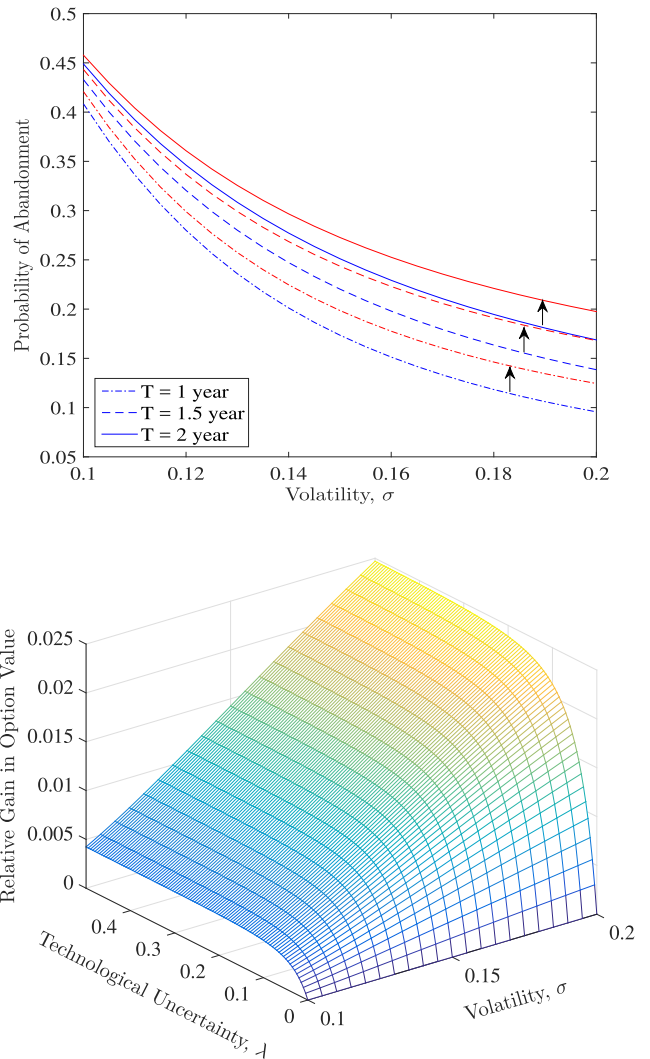 0.5
0.45
0.4
0.35
0.3
0.25
0.2
0.15
0.1
0.05
Probability of Abandonment
T = 1 year
T = 1.5 year
T = 2 year
0.1 0.12 0.14 0.16 0.18 0.2
Volatility, σ
0.025
0.02
0.015
0.01
0.005
0
Relative Gain in Option Value
0.4
0.3
0.2
0.1
0
Technological Uncertainty, λ
0.1
0.15
0.2
Volatility, σ